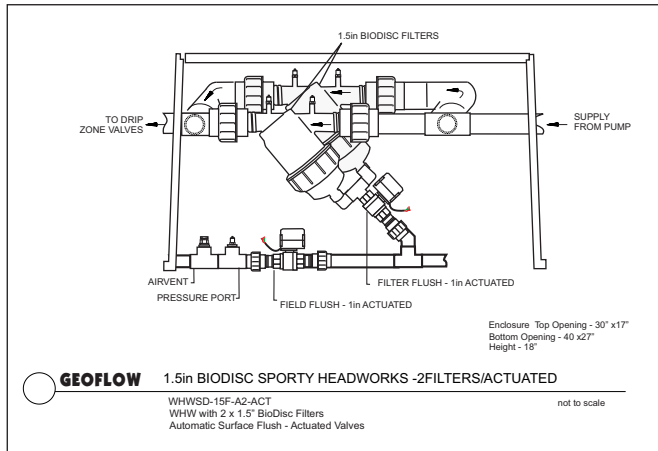 1.5in BIODISC FILTERS
TO DRIP
ZONE VALVES
SUPPLY
FROM PUMP
AIRVENT
PRESSURE PORT
FIELD FLUSH - 1in ACTUATED
FILTER FLUSH - 1in ACTUATED
Enclosure Top Opening - 30" x17"
Bottom Opening - 40 x27"
Height - 18"
GEOFLOW 1.5in BIODISC SPORTY HEADWORKS -2FILTERS/ACTUATED
WHWSD-15F-A2-ACT
WHW with 2 x 1.5" BioDisc Filters
Automatic Surface Flush - Actuated Valves
not to scale